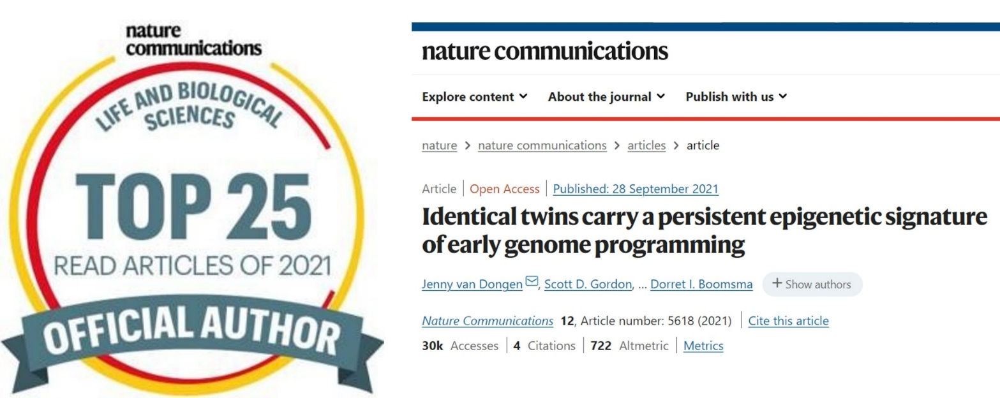 nature
communications
LIFE AND BIOLOGICAL
SCIENCES
TOP 25
READ ARTICLES OF 2021
OFFICIAL AUTHOR
nature communications
Explore content About the journal Publish with us
nature > nature communications > articles > article
Article | Open Access | Published: 28 September 2021
Identical twins carry a persistent epigenetic signature
of early genome programming
Jenny van Dongen, Scott D. Gordon, ... Dorret I. Boomsma + Show authors
Nature Communications 12, Article number: 5618 (2021) | Cite this article
30k Accesses | 4 Citations | 722 Altmetric | Metrics